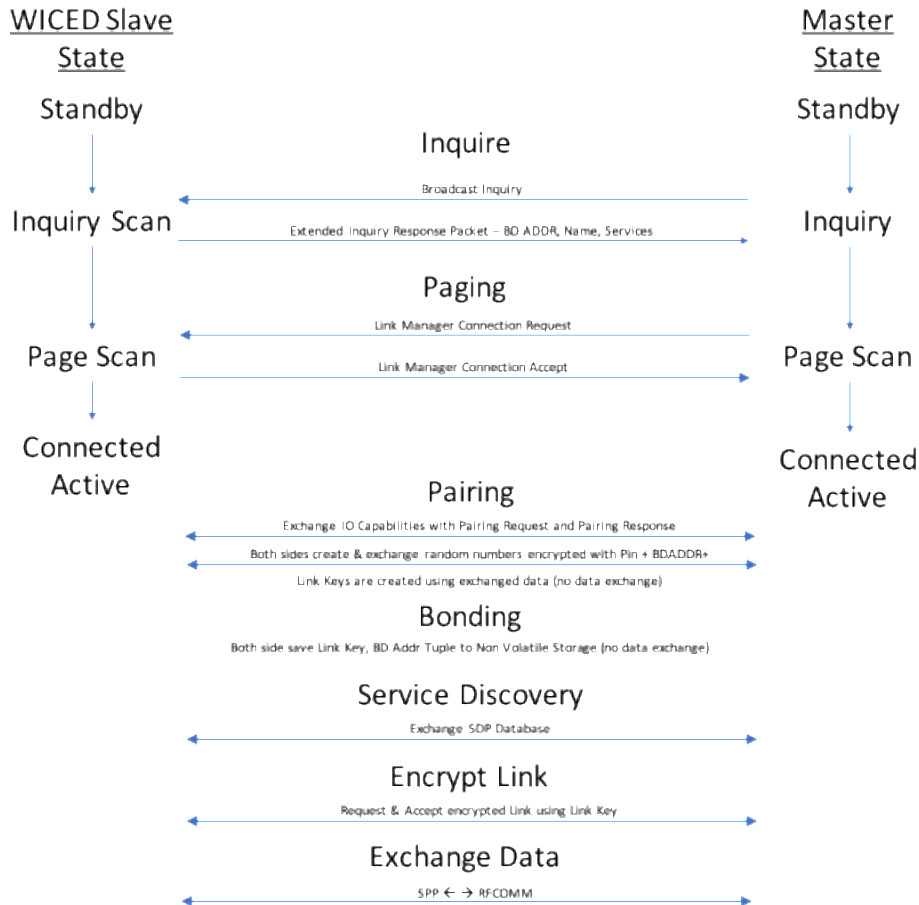 WICED Slave
State
Master
State
Standby
Standby
Inquire
Broadcast Inquiry
Inquiry Scan
Inquiry
Extended Inquiry Response Packet – BD ADDR, Name, Services
Paging
Link Manager Connection Request
Page Scan
Page Scan
Link Manager Connection Accept
Connected
Active
Connected
Active
Pairing
Exchange IO Capabilities with Pairing Request and Pairing Response
Both sides create & exchange random numbers encrypted with Pin + BDADDR+
Link Keys are created using exchanged data (no data exchange)
Bonding
Both side save Link Key, BD Addr Tuple to Non Volatile Storage (no data exchange)
Service Discovery
Exchange SDP Database
Encrypt Link
Request & Accept encrypted Link using Link Key
Exchange Data
SPP ← → RFCOMM